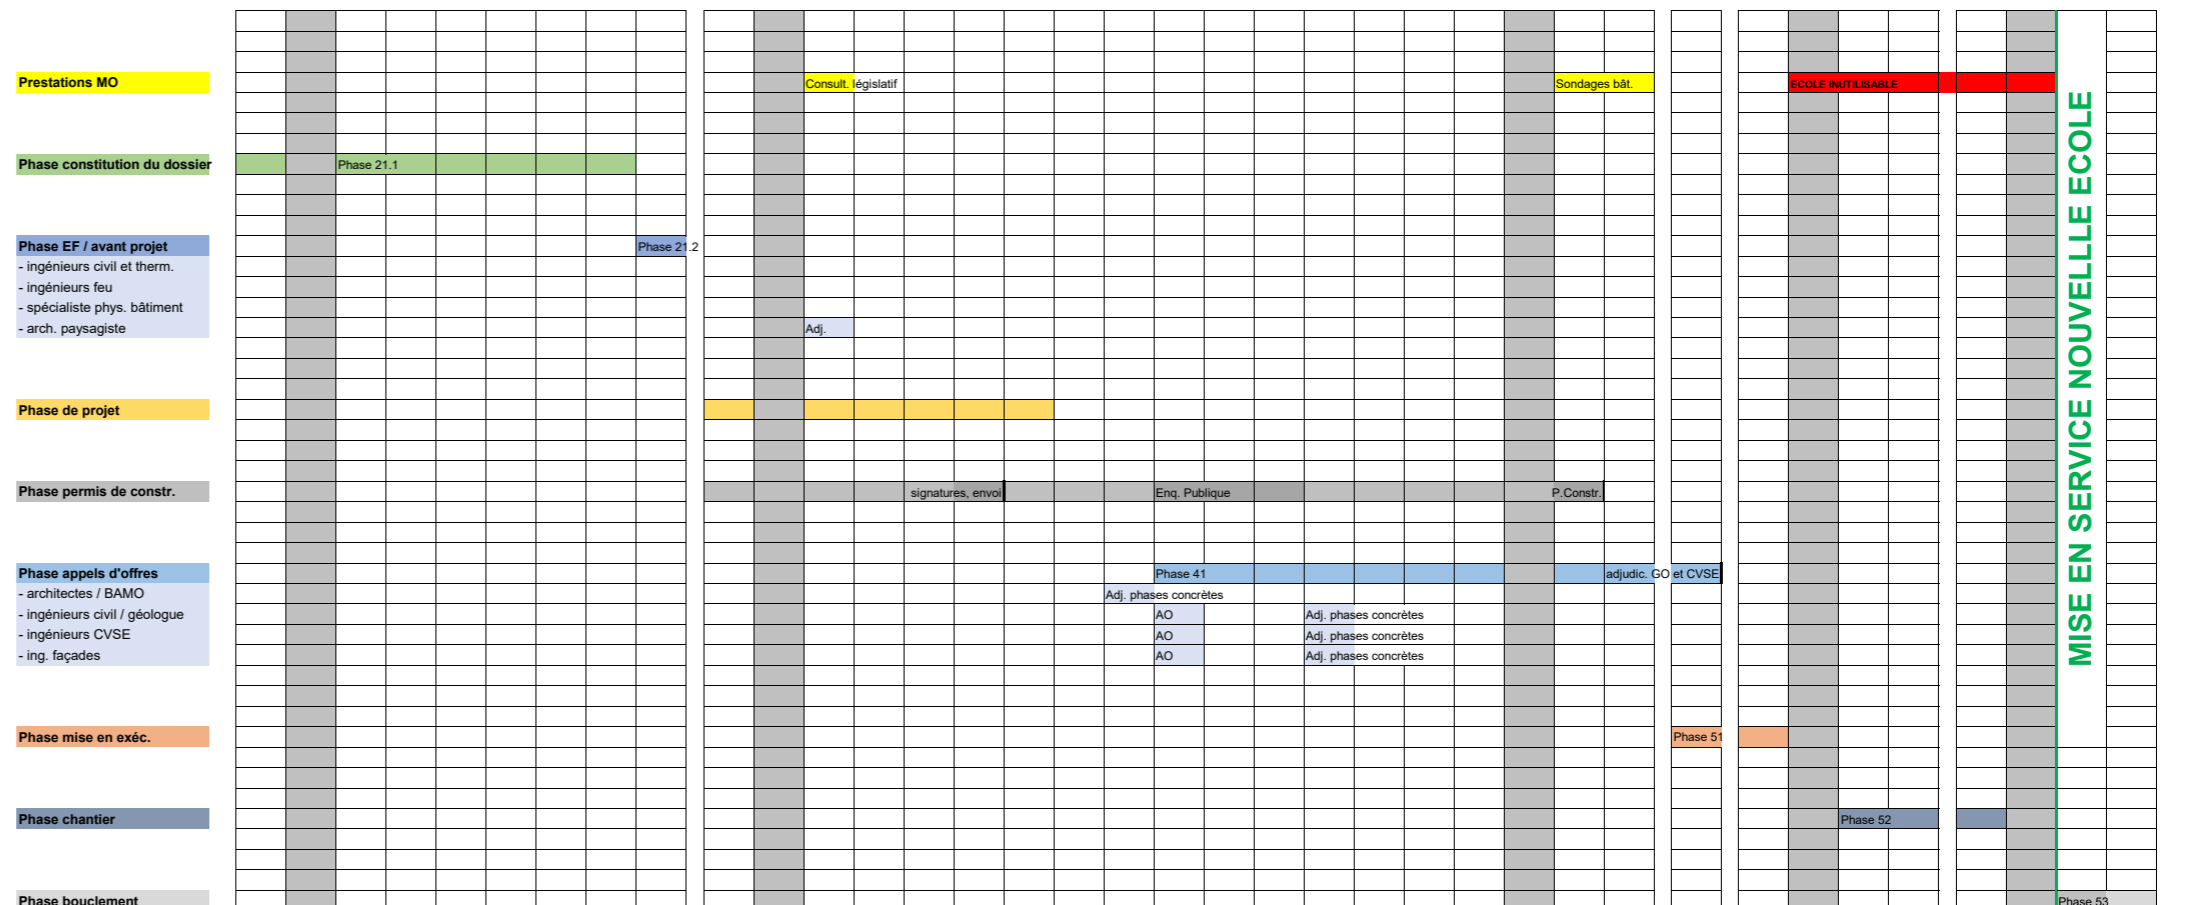 Prestations MO
Consult. législatif
Sondages bât.
ECOLE INUTILISABLE
Phase constitution du dossier
Phase 21.1
Phase EF / avant projet
Phase 21.2
- ingénieurs civil et therm.
- ingénieurs feu
- spécialiste phys. bâtiment
- arch. paysagiste
Adj.
Phase de projet
Phase permis de constr.
signatures, envoi
Enq. Publique
P.Constr.
Phase appels d'offres
Phase 41
adjudic. GO et CVSE
- architectes / BAMO
Adj. phases concrètes
- ingénieurs civil / géologue
AO
Adj. phases concrètes
- ingénieurs CVSE
AO
Adj. phases concrètes
- ing. façades
AO
Adj. phases concrètes
Phase mise en exéc.
Phase 51
Phase chantier
Phase 52
Phase bouclement
Phase 53
MISE EN SERVICE NOUVELLLE ECOLE